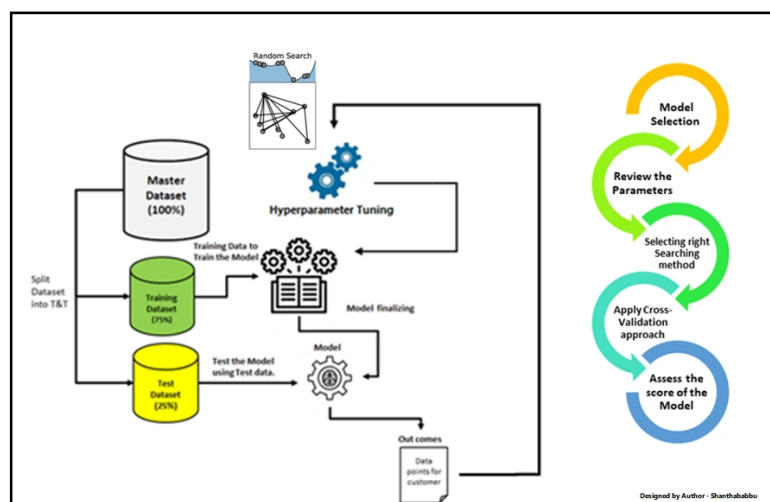 Random Search
Master
Dataset
(100%)
Hyperparameter Tuning
Training Data to
Train the Model
Split
Dataset
into T&T
Training
Dataset
(75%)
Model finalizing
Test the Model
using Test data.
Model
Test
Dataset
(25%)
Out comes
Data
points for
customer
Model
Selection
Review the
Parameters
Selecting right
Searching
method
Apply Cross-
Validation
approach
Assess the
score of the
Model
Designed by Author - Shanthababbu